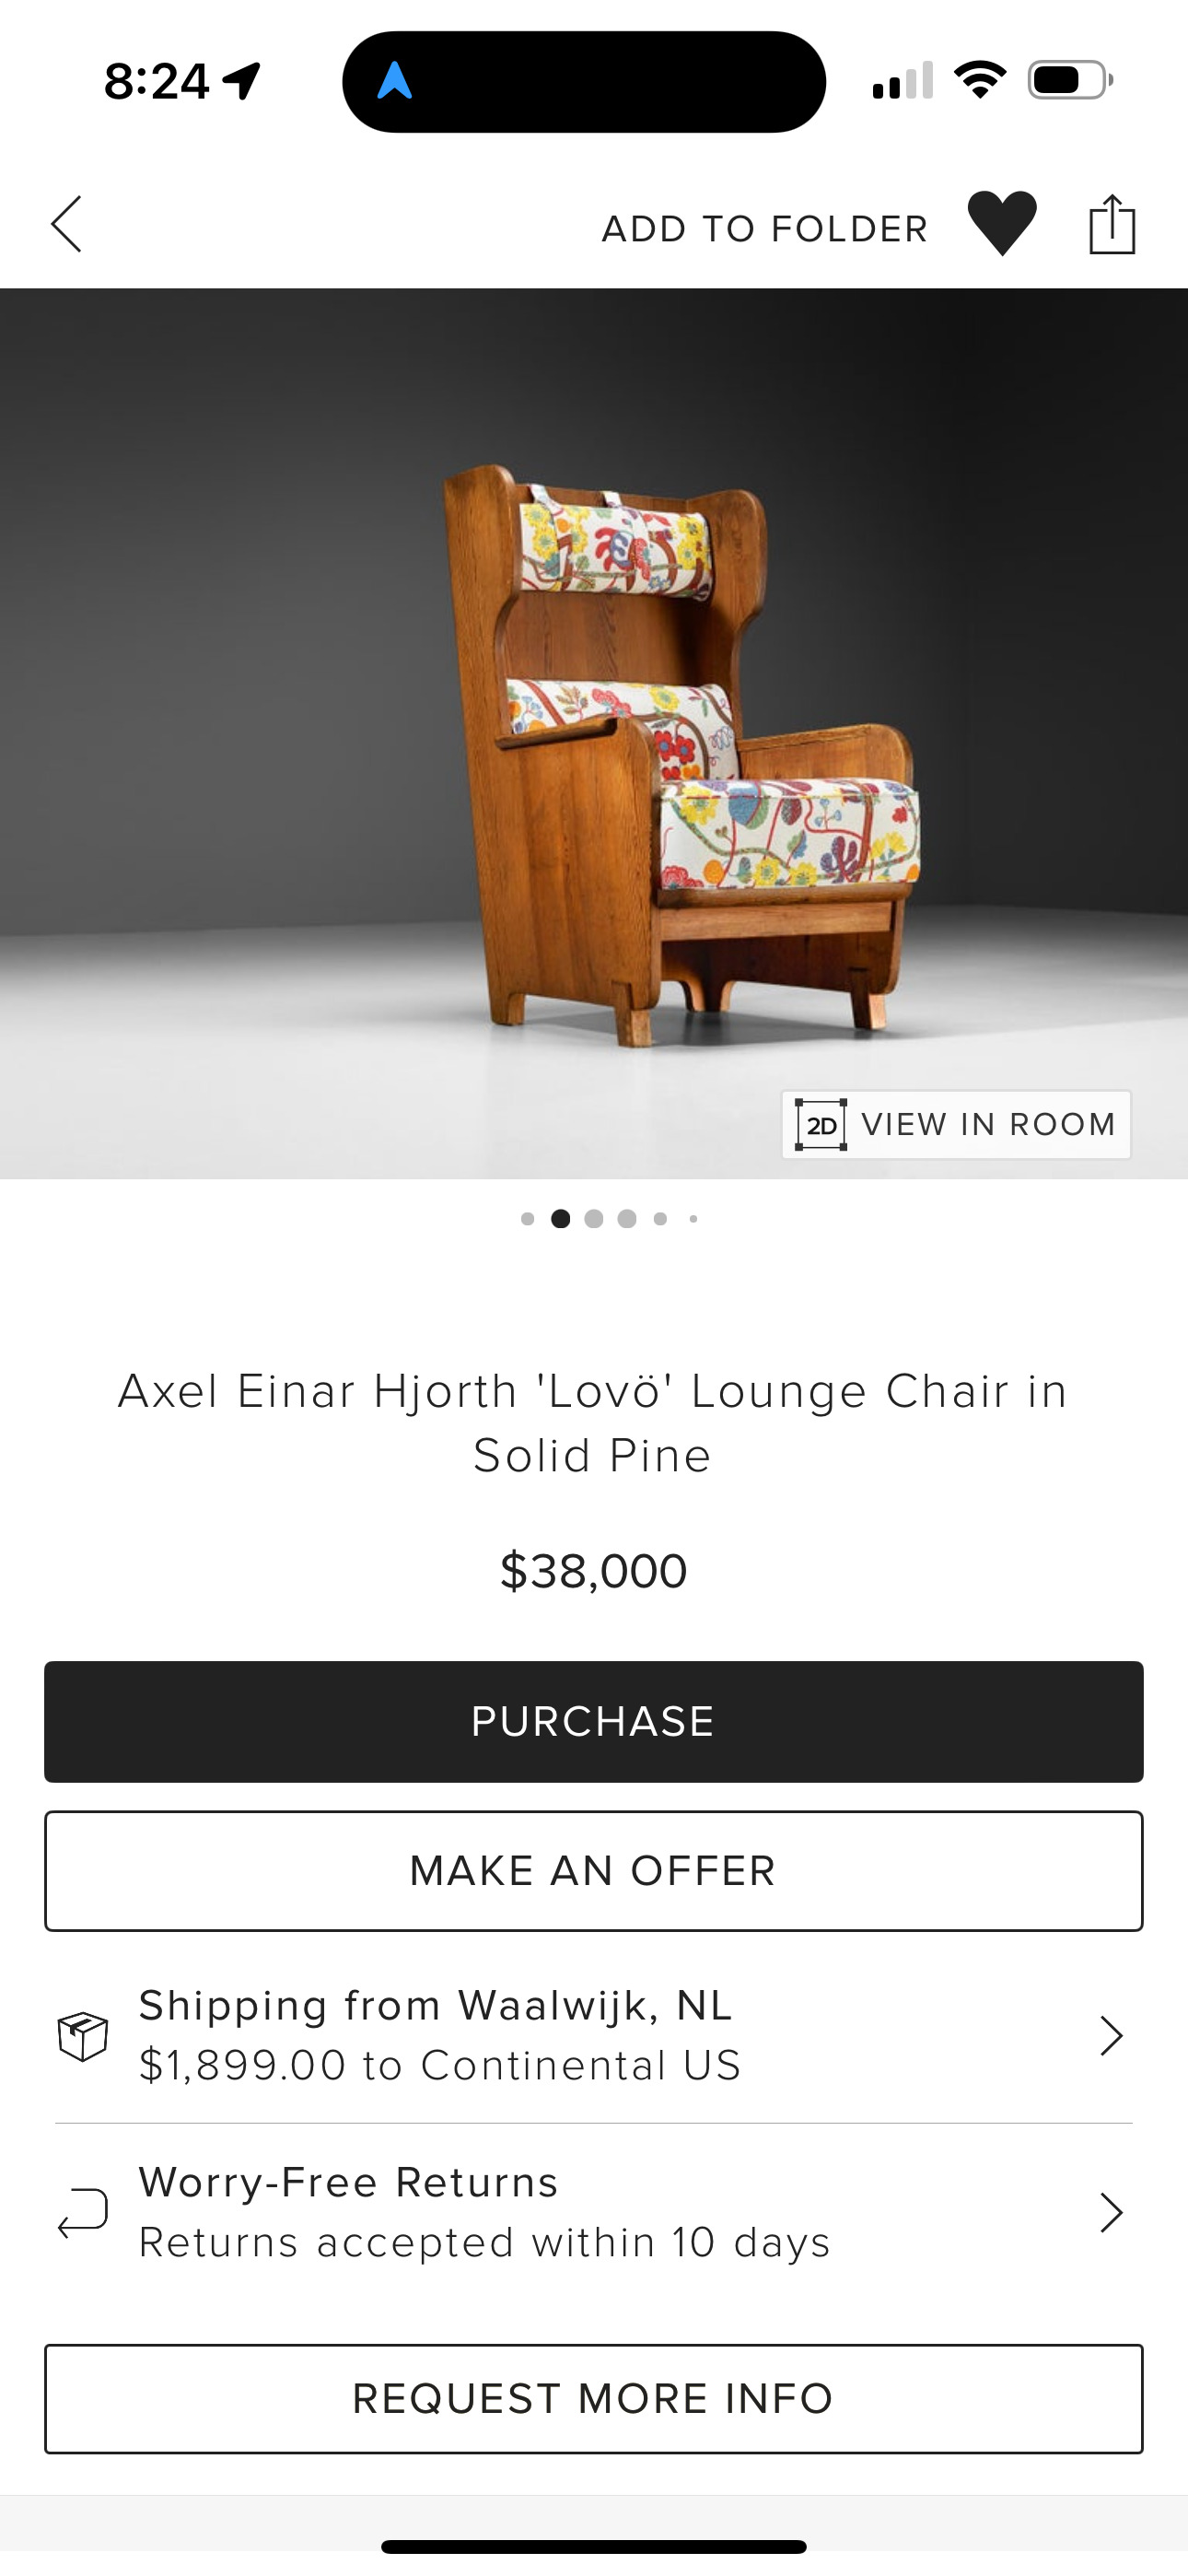 8:24
ADD TO FOLDER
2D VIEW IN ROOM
Axel Einar Hjorth 'Lovö' Lounge Chair in
Solid Pine
$38,000
PURCHASE
MAKE AN OFFER
Shipping from Waalwijk, NL
$1,899.00 to Continental US
Worry-Free Returns
Returns accepted within 10 days
REQUEST MORE INFO